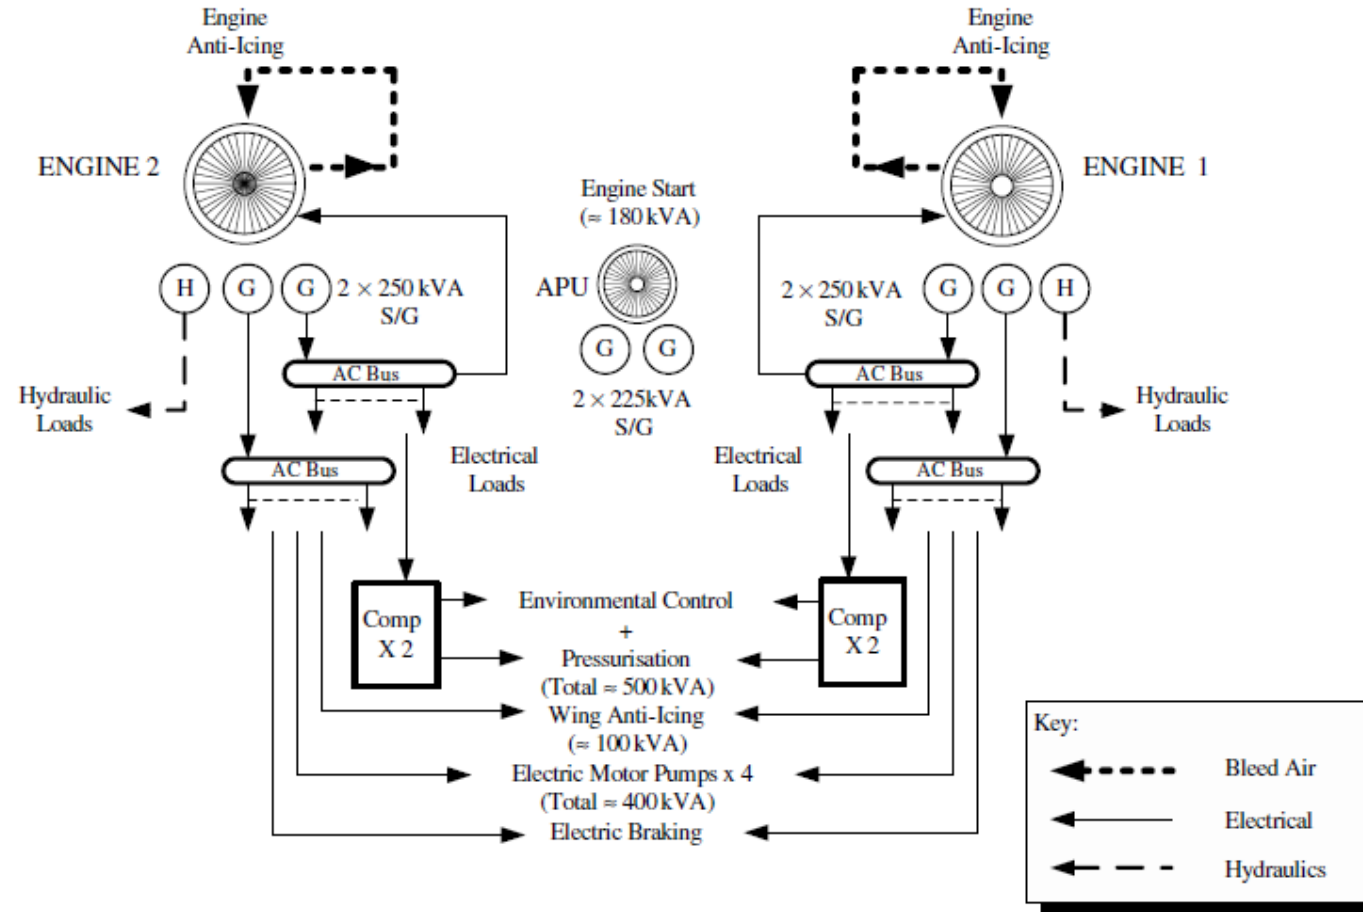 Engine
Anti-Icing
Engine
Anti-Icing
ENGINE 2
ENGINE 1
Engine Start
(≈ 180 kVA)
APU
H
G
G
2 × 250 kVA
S/G
2 × 250 kVA
S/G
G
G
H
G
G
2 × 225kVA
S/G
AC Bus
AC Bus
Hydraulic
Loads
Hydraulic
Loads
Electrical
Loads
Electrical
Loads
AC Bus
AC Bus
Comp
X 2
Comp
X 2
Environmental Control
+
Pressurisation
(Total ≈ 500 kVA)
Wing Anti-Icing
(≈ 100 kVA)
Electric Motor Pumps x 4
(Total ≈ 400 kVA)
Electric Braking
Key:
Bleed Air
Electrical
Hydraulics